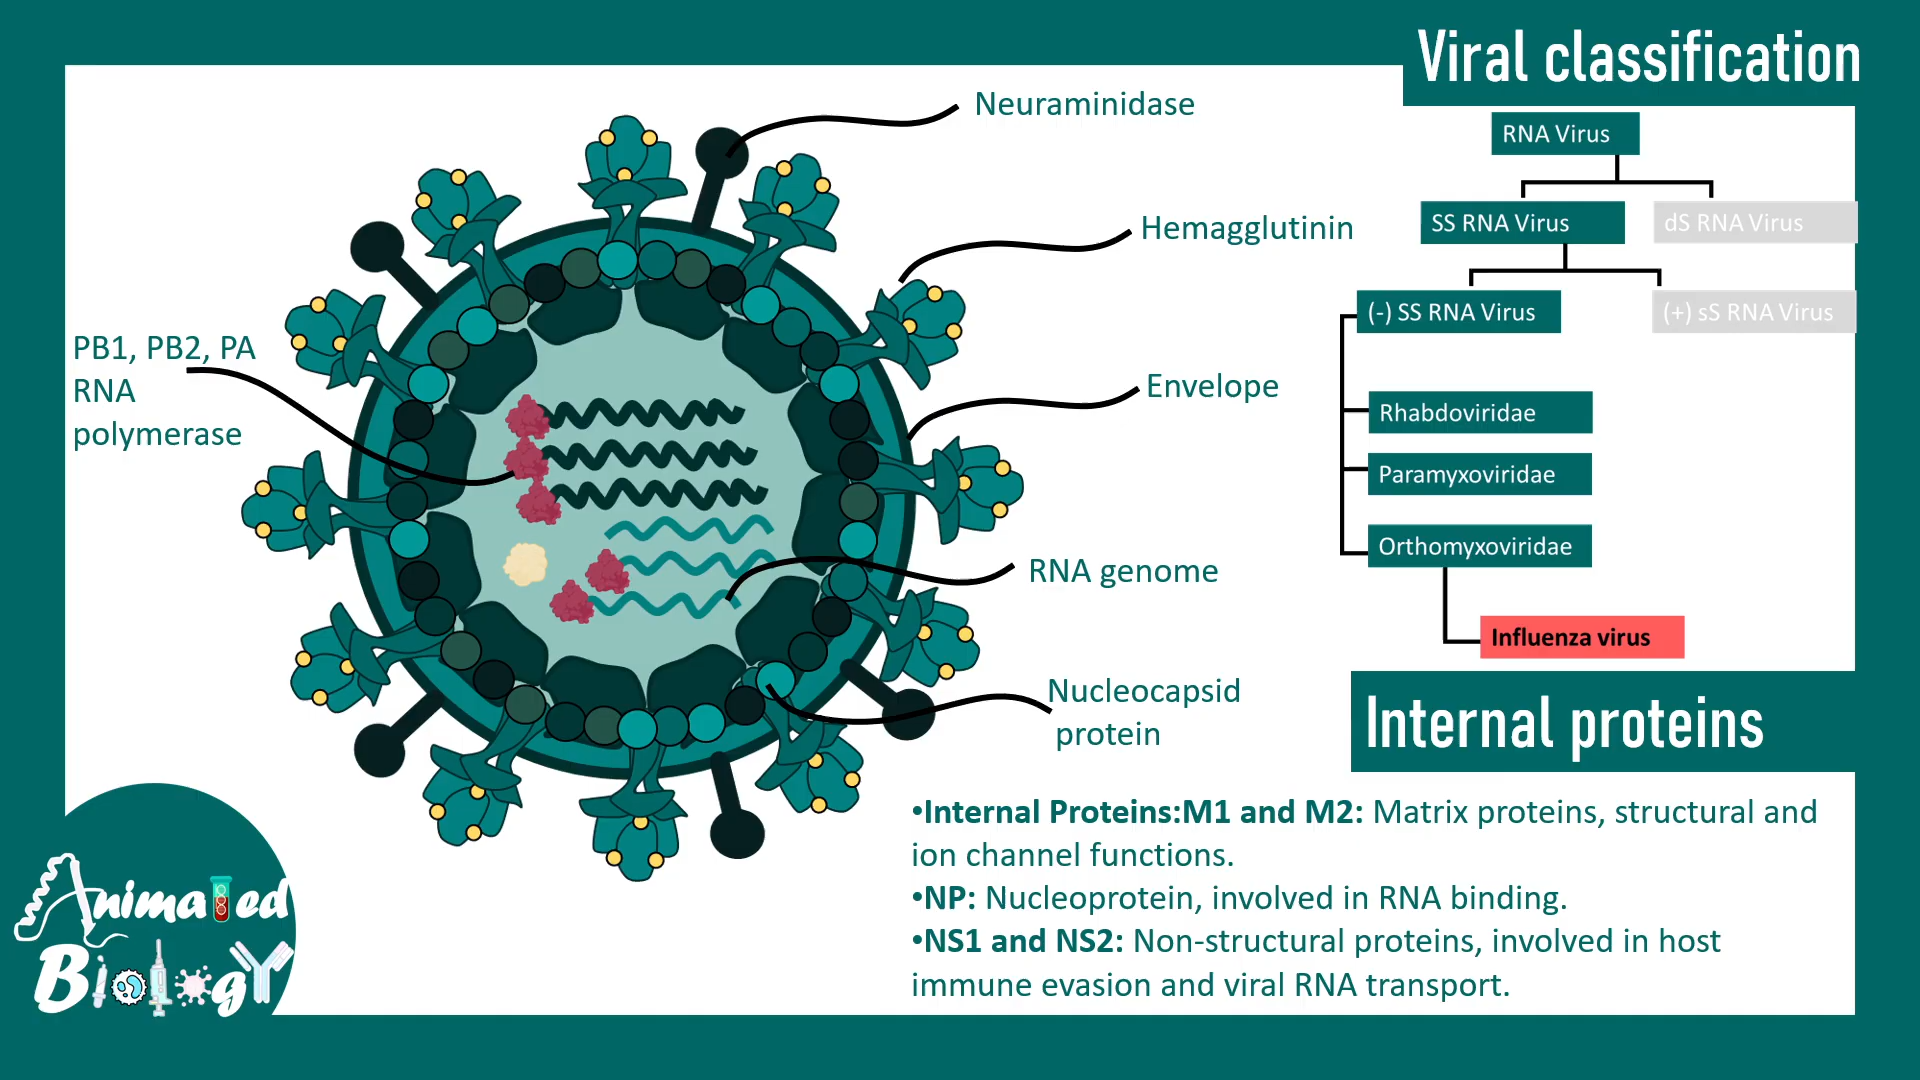 Viral classification
Neuraminidase
Hemagglutinin
PB1, PB2, PA
RNA
polymerase
Envelope
RNA genome
Nucleocapsid
protein
RNA Virus
SS RNA Virus
dS RNA Virus
(-) SS RNA Virus
(+) sS RNA Virus
Rhabdoviridae
Paramyxoviridae
Orthomyxoviridae
Influenza virus
Internal proteins
•Internal Proteins:M1 and M2: Matrix proteins, structural and
ion channel functions.
•NP: Nucleoprotein, involved in RNA binding.
•NS1 and NS2: Non-structural proteins, involved in host
immune evasion and viral RNA transport.
Animated
Biology